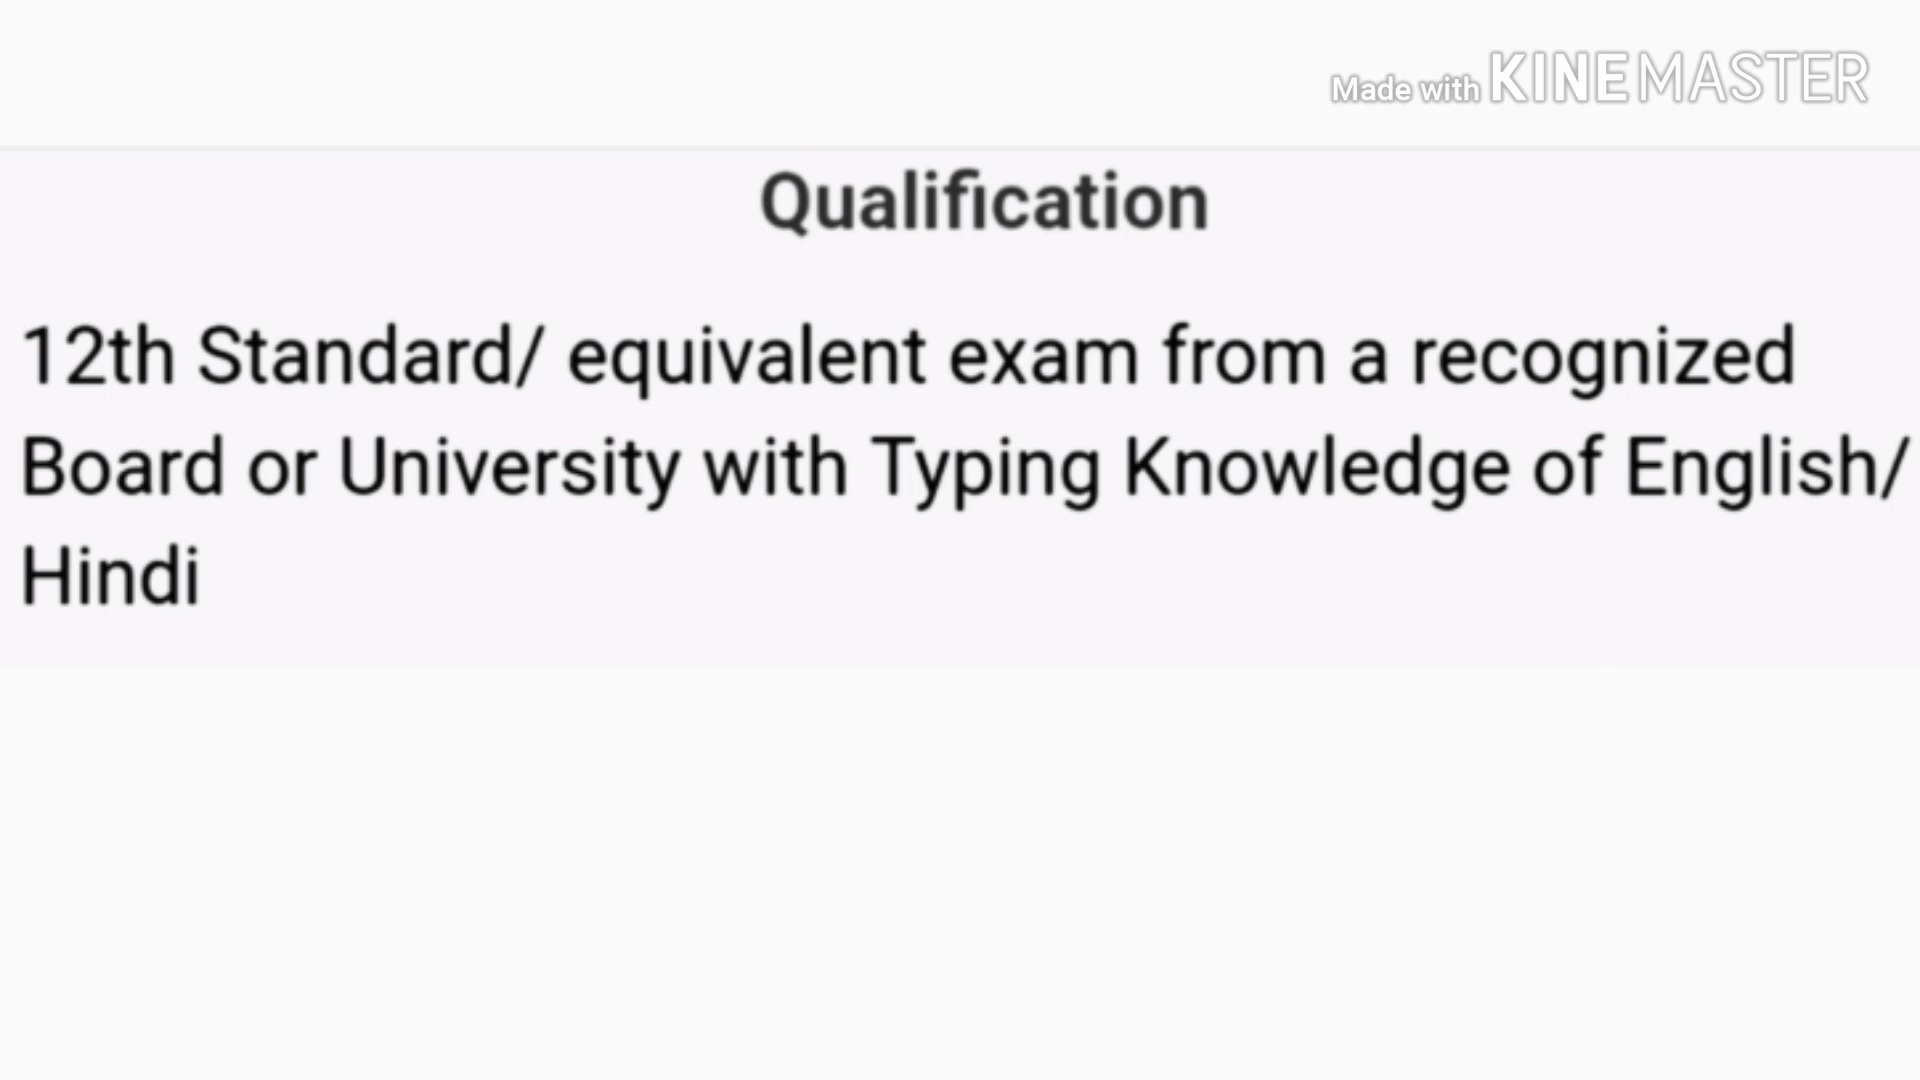 Made with KINEMASTER
Qualification
12th Standard/ equivalent exam from a recognized
Board or University with Typing Knowledge of English/
Hindi